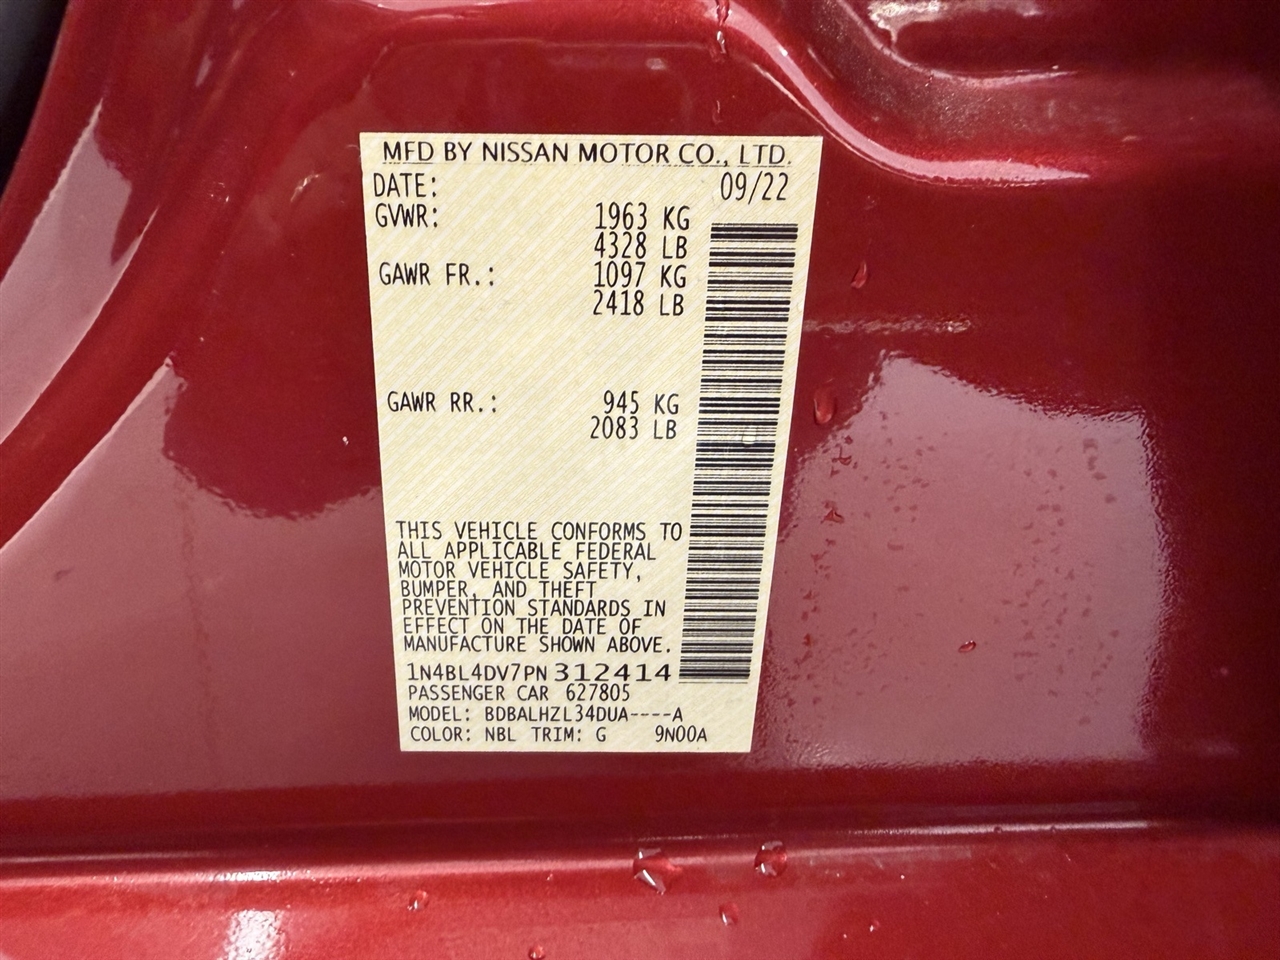 MFD BY NISSAN MOTOR CO., LTD.
DATE: 09/22
GVWR: 1963 KG
4328 LB
GAWR FR.: 1097 KG
2418 LB
GAWR RR.: 945 KG
2083 LB
THIS VEHICLE CONFORMS TO
ALL APPLICABLE FEDERAL
MOTOR VEHICLE SAFETY,
BUMPER, AND THEFT
PREVENTION STANDARDS IN
EFFECT ON THE DATE OF
MANUFACTURE SHOWN ABOVE.
1N4BL4DV7PN312414
PASSENGER CAR 627805
MODEL: BDBALHZL34DUA----A
COLOR: NBL TRIM: G 9N00A